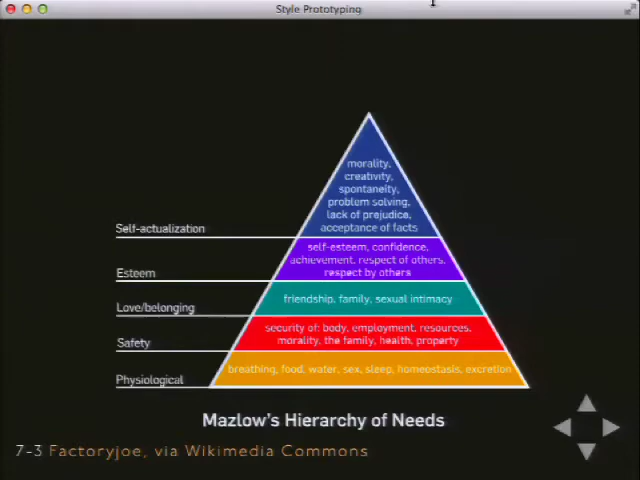 Style Prototyping
morality,
creativity,
spontaneity,
problem solving,
lack of prejudice,
acceptance of facts
Self-actualization
self-esteem, confidence,
achievement, respect of others,
respect by others
Esteem
friendship, family, sexual intimacy
Love/belonging
security of: body, employment, resources,
morality, the family, health, property
Safety
breathing, food, water, sex, sleep, homeostasis, excretion
Physiological
Mazlow's Hierarchy of Needs
7-3 Factoryjoe, via Wikimedia Commons